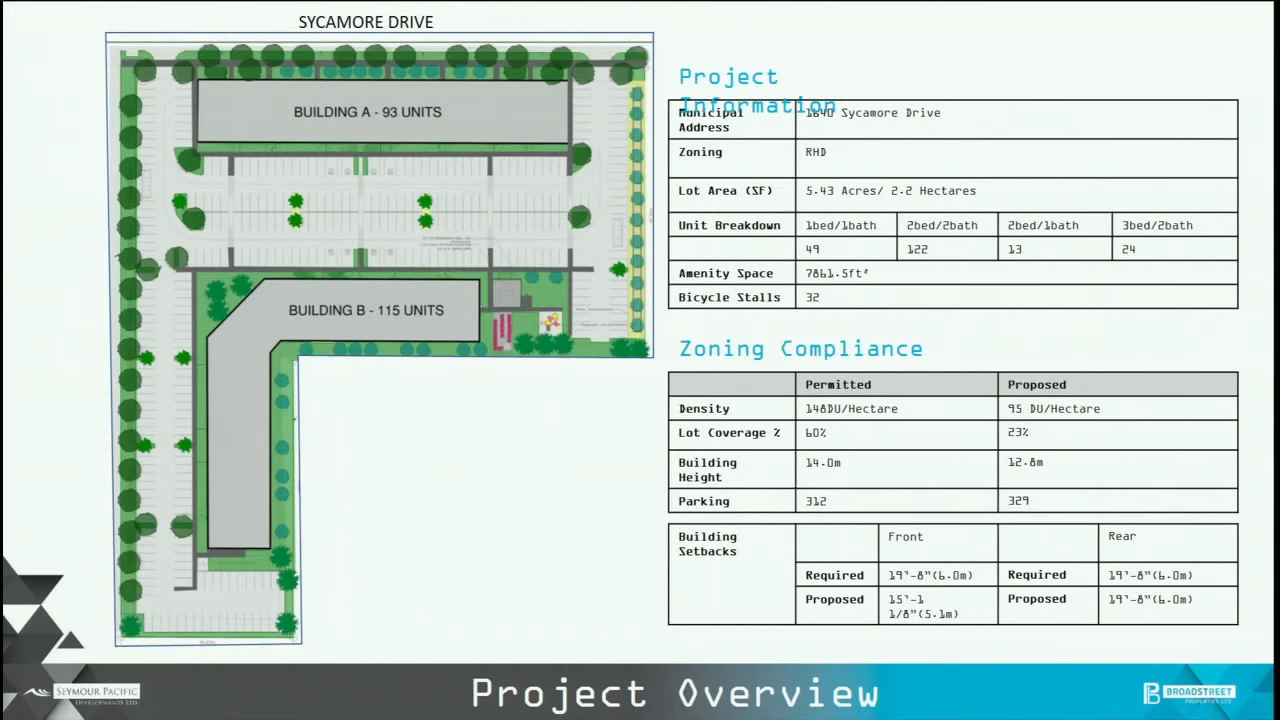 SYCAMORE DRIVE
BUILDING A - 93 UNITS
BUILDING B - 115 UNITS
Project
Information
Municipal
Address
1840 Sycamore Drive
Zoning
RHD
Lot Area (SF)
5.43 Acres/ 2.2 Hectares
Unit Breakdown
1bed/1bath
2bed/2bath
2bed/1bath
3bed/2bath
49
122
13
24
Amenity Space
7861.5ft²
Bicycle Stalls
32
Zoning Compliance
Permitted
Proposed
Density
148DU/Hectare
95 DU/Hectare
Lot Coverage %
60%
23%
Building
Height
14.0m
12.8m
Parking
312
329
Building
Setbacks
Front
Rear
Required
19'-8"(6.0m)
Required
19'-8"(6.0m)
Proposed
15'-1
1/8"(5.1m)
Proposed
19'-8"(6.0m)
SEYMOUR PACIFIC
DEVELOPMENTS LTD
Project Overview
BROADSTREET
PROPERTIES LTD